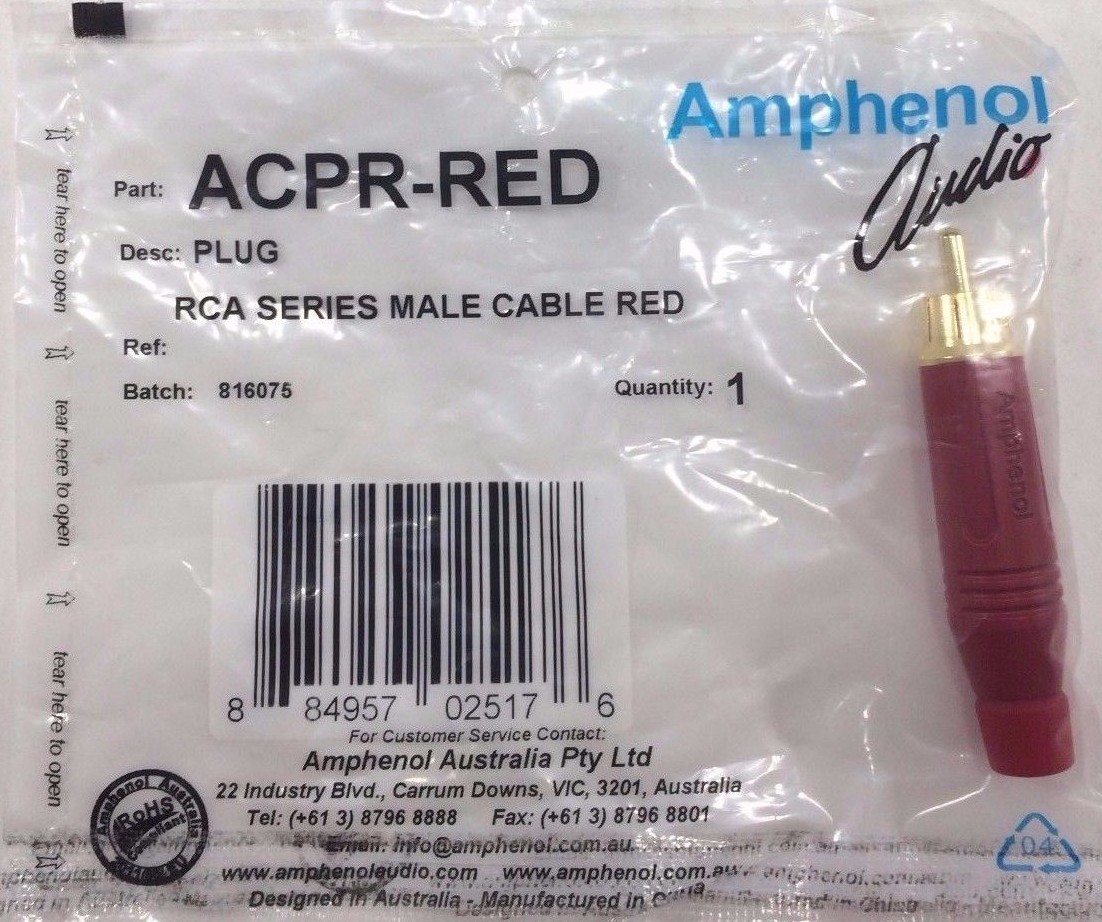 Amphenol
Audio
Part: ACPR-RED
Desc: PLUG
RCA SERIES MALE CABLE RED
Ref:
Batch: 816075
Quantity: 1
tear here to open
tear here to open
tear here to open
Amphenol
8 84957 02517 6
For Customer Service Contact:
Amphenol Australia Pty Ltd
22 Industry Blvd., Carrum Downs, VIC, 3201, Australia
Tel: (+61 3) 8796 8888 Fax: (+61 3) 8796 8801
Email: info@amphenol.com.au
www.amphenolaudio.com www.amphenol.com.au
Designed in Australia - Manufactured in China
Amphenol Australia
RoHS
Compliant
04